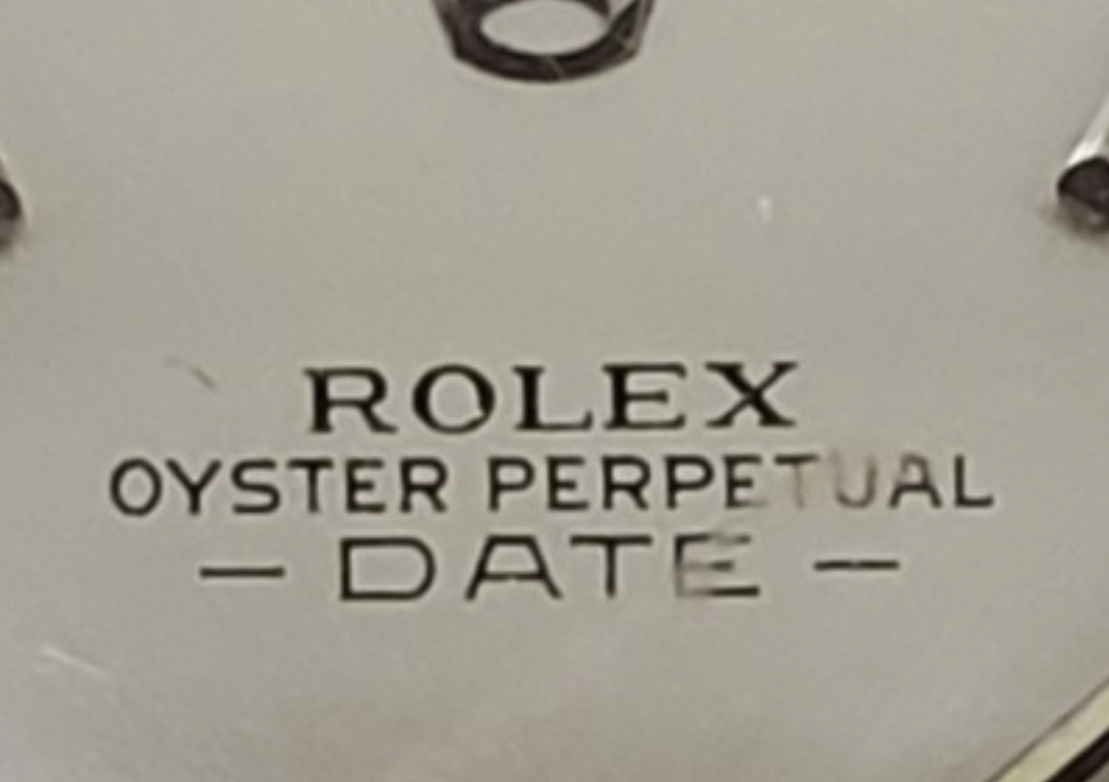 ROLEX
OYSTER PERPETUAL
— DATE —